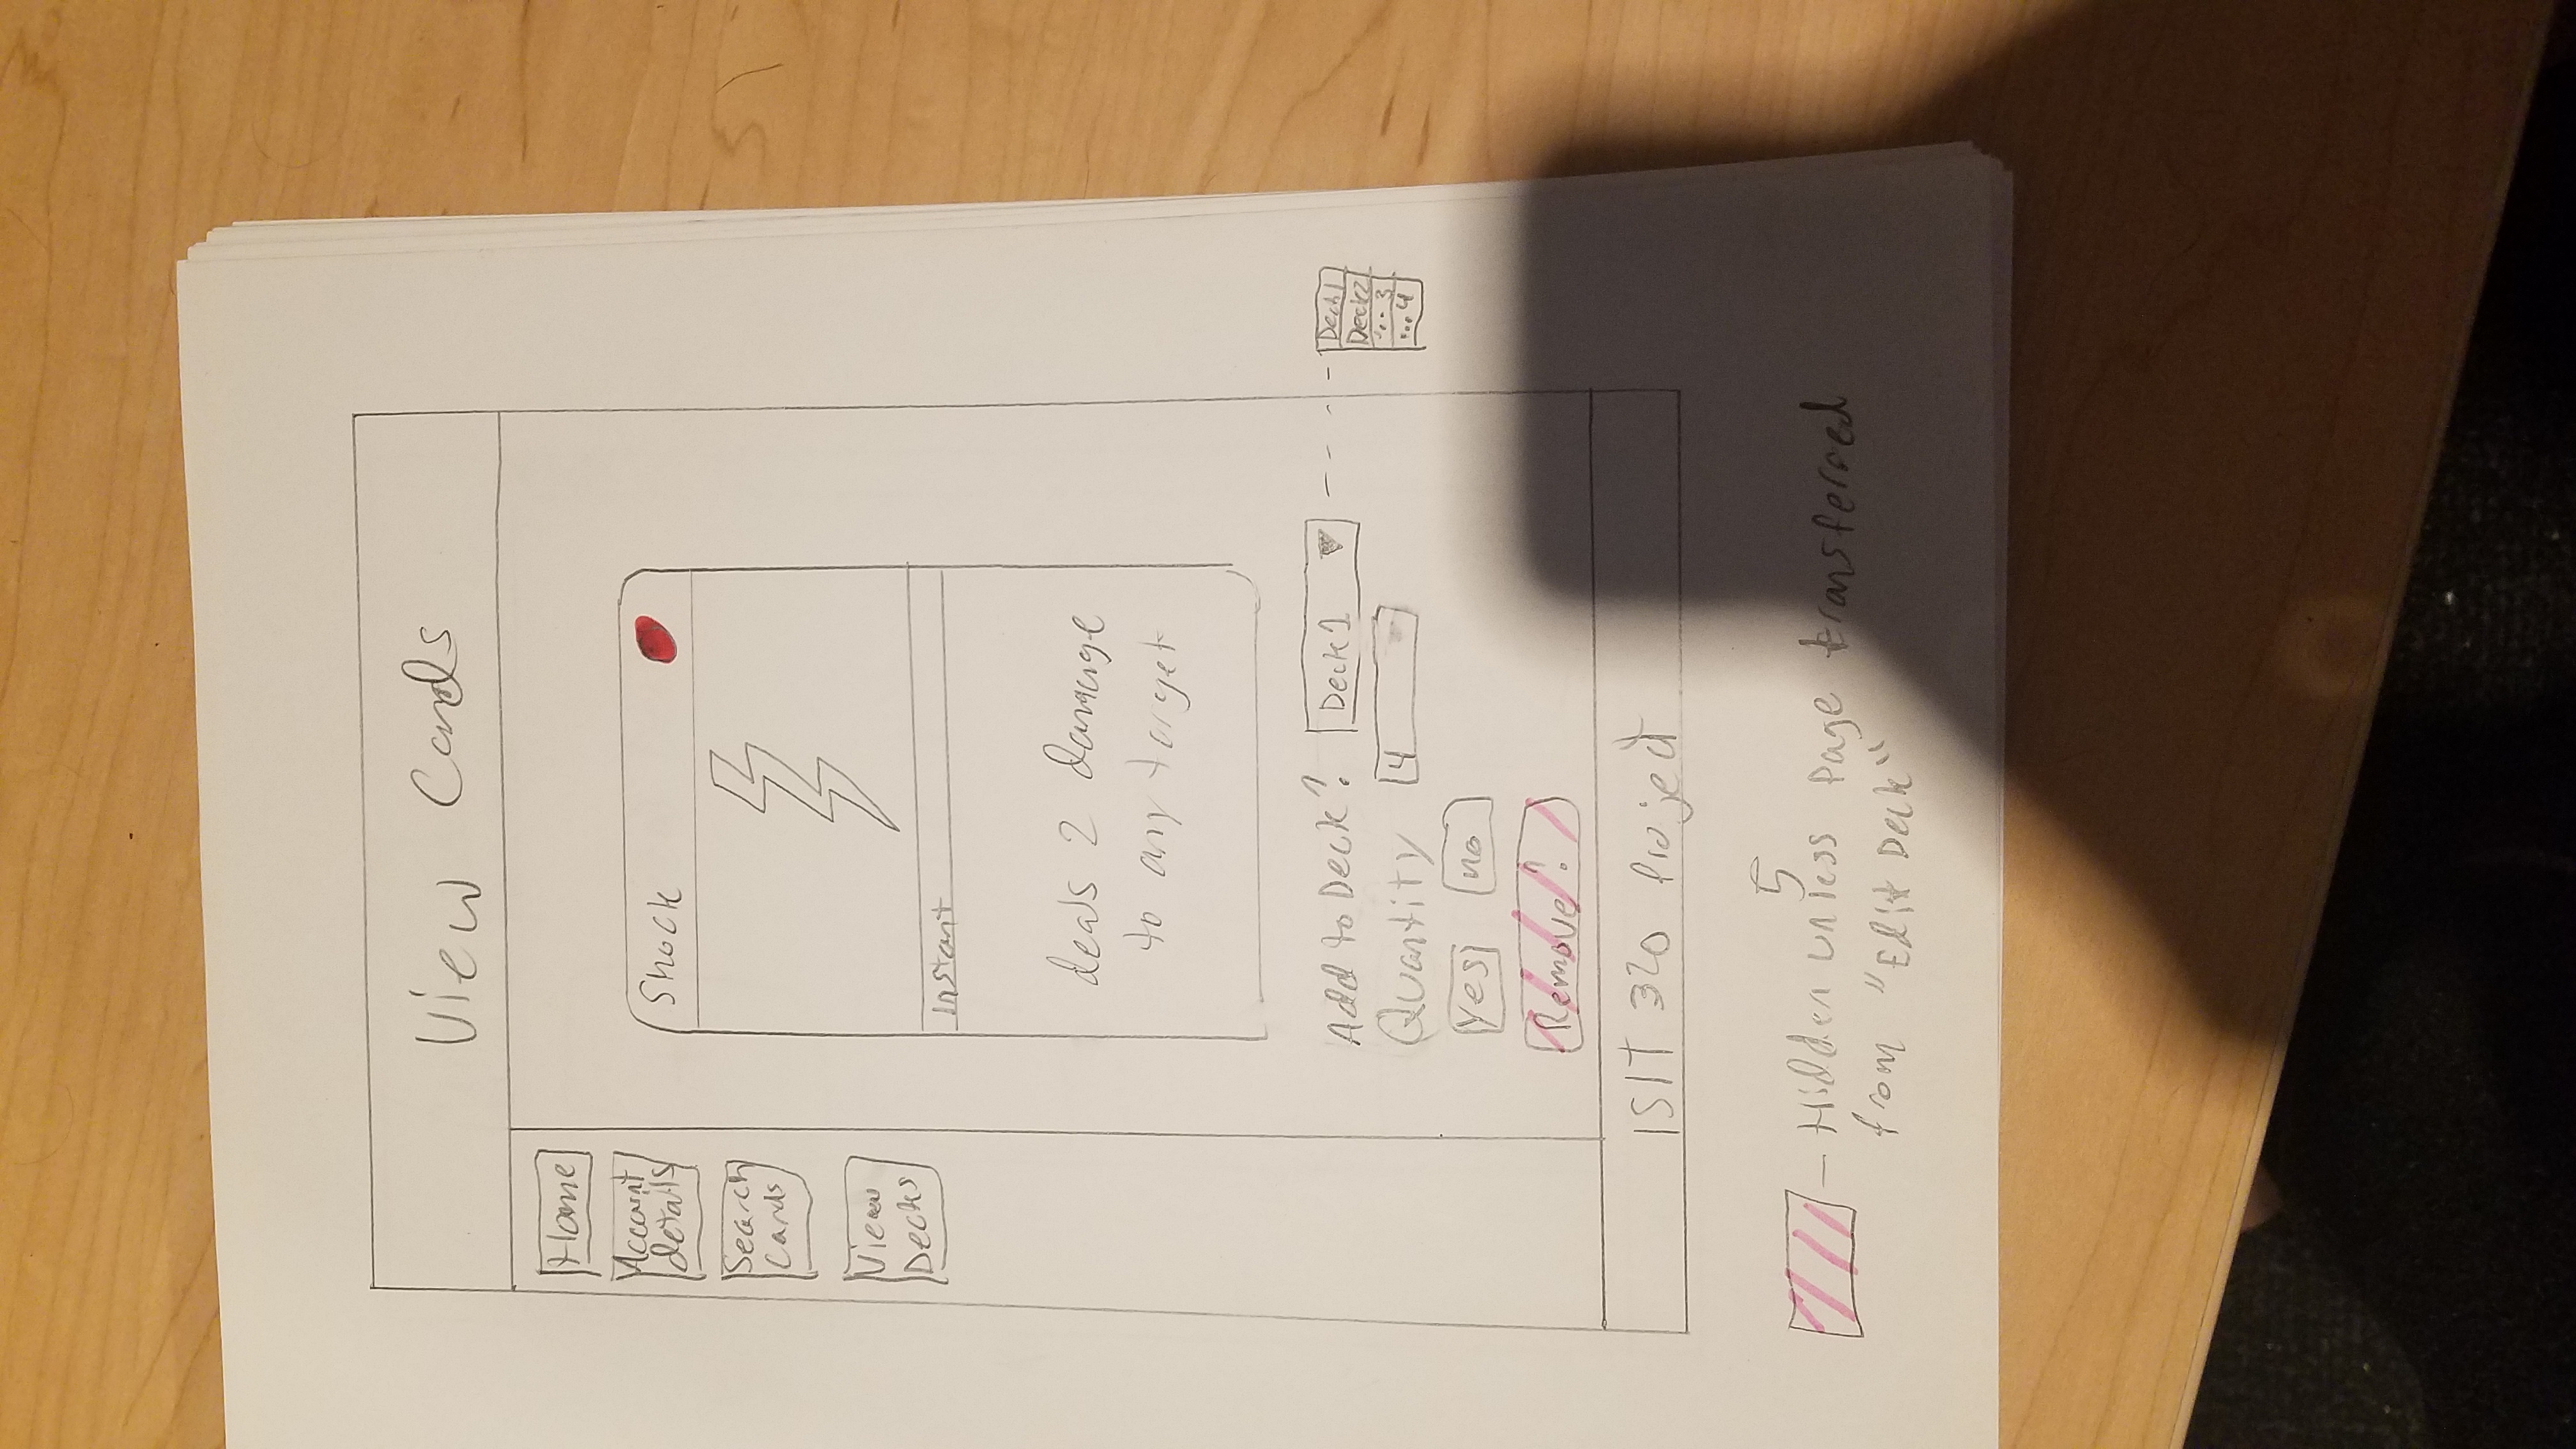 View Cards
Home
Account
details
Search
Cards
View
Decks
Shock
Instant
deals 2 damage
to any target
Add to Deck? Deck1
Deck1
Deck2
... 3
...4
Quantity 4
yes no
Remove?
ISIT 320 Project
5
Hidden unless Page transferred
from "Edit Deck"